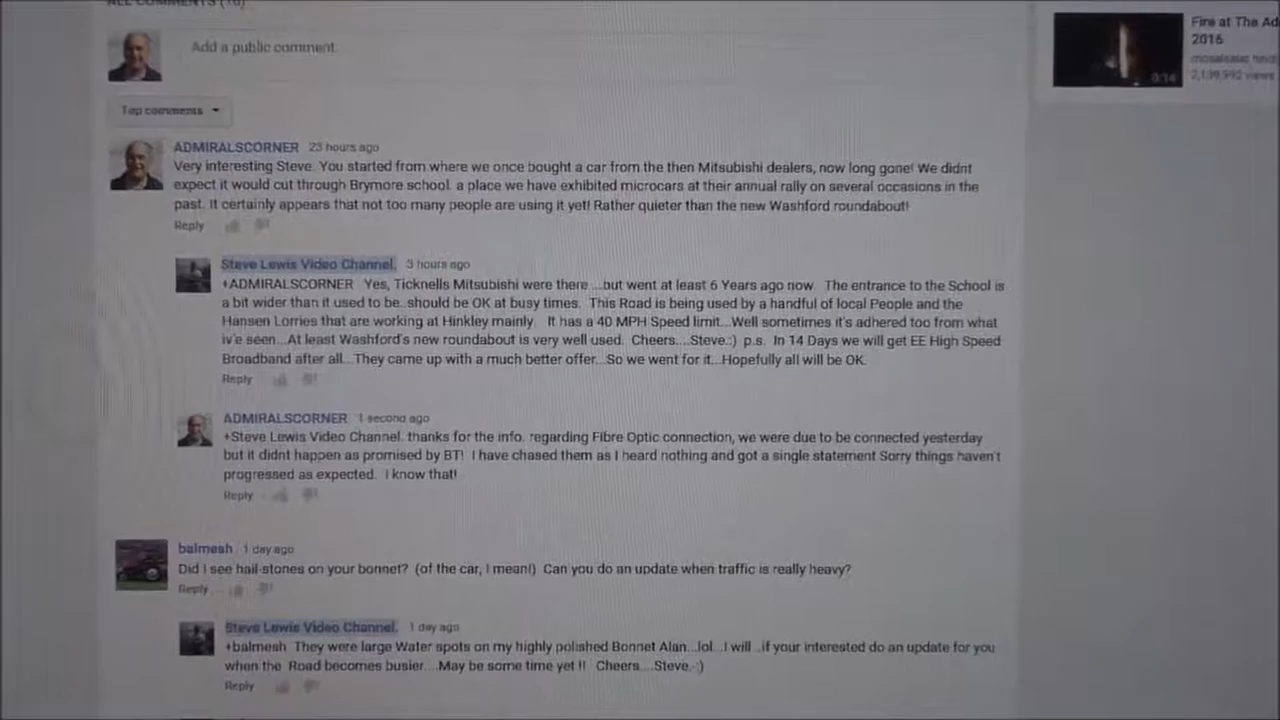 ALL COMMENTS (10)
Add a public comment.
Top comments
ADMIRALSCORNER 23 hours ago
Very interesting Steve. You started from where we once bought a car from the then Mitsubishi dealers, now long gone! We didnt
expect it would cut through Brymore school. a place we have exhibited microcars at their annual rally on several occasions in the
past. It certainly appears that not too many people are using it yet! Rather quieter than the new Washford roundabout!
Reply
Steve Lewis Video Channel. 3 hours ago
+ADMIRALSCORNER Yes, Ticknells Mitsubishi were there ...but went at least 6 Years ago now. The entrance to the School is
a bit wider than it used to be..should be OK at busy times. This Road is being used by a handful of local People and the
Hansen Lorries that are working at Hinkley mainly. It has a 40 MPH Speed limit...Well sometimes it's adhered too from what
iv'e seen...At least Washford's new roundabout is very well used. Cheers....Steve.:) p.s. In 14 Days we will get EE High Speed
Broadband after all...They came up with a much better offer...So we went for it...Hopefully all will be OK.
Reply
ADMIRALSCORNER 1 second ago
+Steve Lewis Video Channel. thanks for the info. regarding Fibre Optic connection, we were due to be connected yesterday
but it didnt happen as promised by BT! I have chased them as I heard nothing and got a single statement Sorry things haven't
progressed as expected. I know that!
Reply
balmesh 1 day ago
Did I see hail-stones on your bonnet? (of the car, I mean!) Can you do an update when traffic is really heavy?
Reply
Steve Lewis Video Channel. 1 day ago
+balmesh They were large Water spots on my highly polished Bonnet Alan...lol...I will ..if your interested do an update for you
when the Road becomes busier....May be some time yet !! Cheers....Steve.:)
Reply
Fire at The Ad
2016
0:14
views